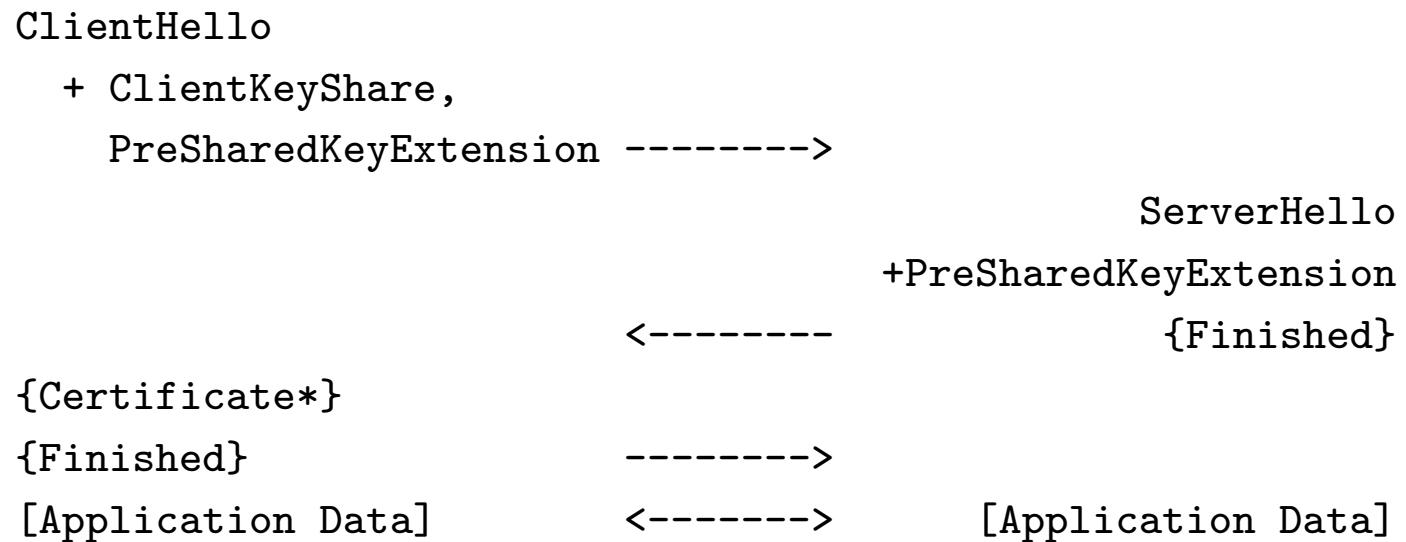 ClientHello
  + ClientKeyShare,
    PreSharedKeyExtension -------->
                                                ServerHello
                                     +PreSharedKeyExtension
                          <--------              {Finished}
{Certificate*}
{Finished}                -------->
[Application Data]        <------->      [Application Data]